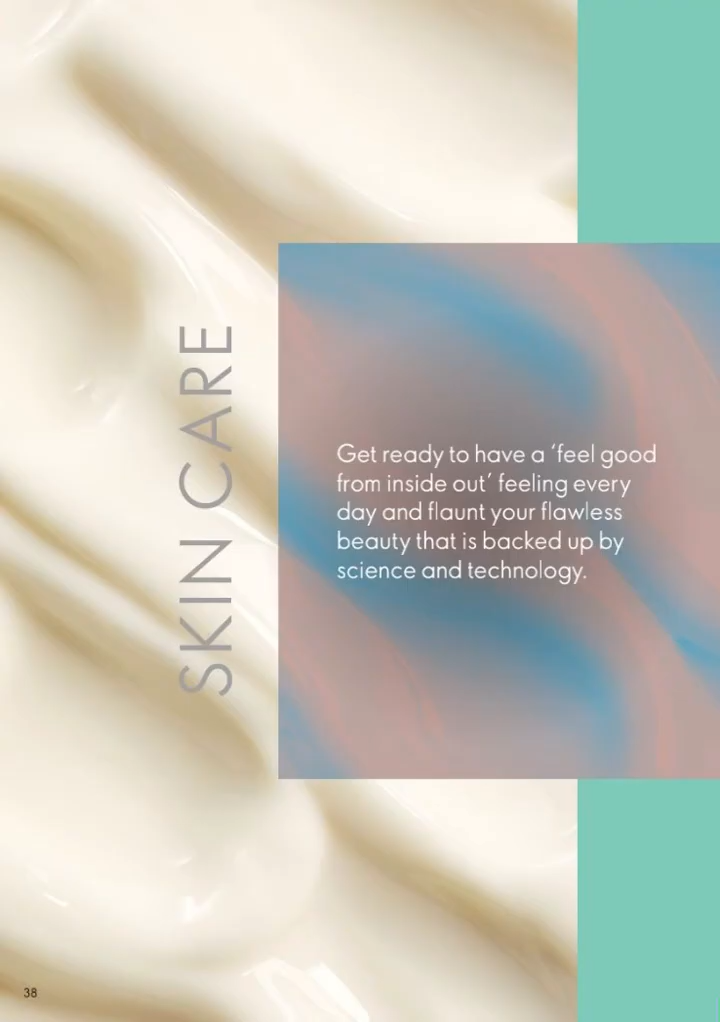 SKIN CARE
Get ready to have a ‘feel good
from inside out’ feeling every
day and flaunt your flawless
beauty that is backed up by
science and technology.
38